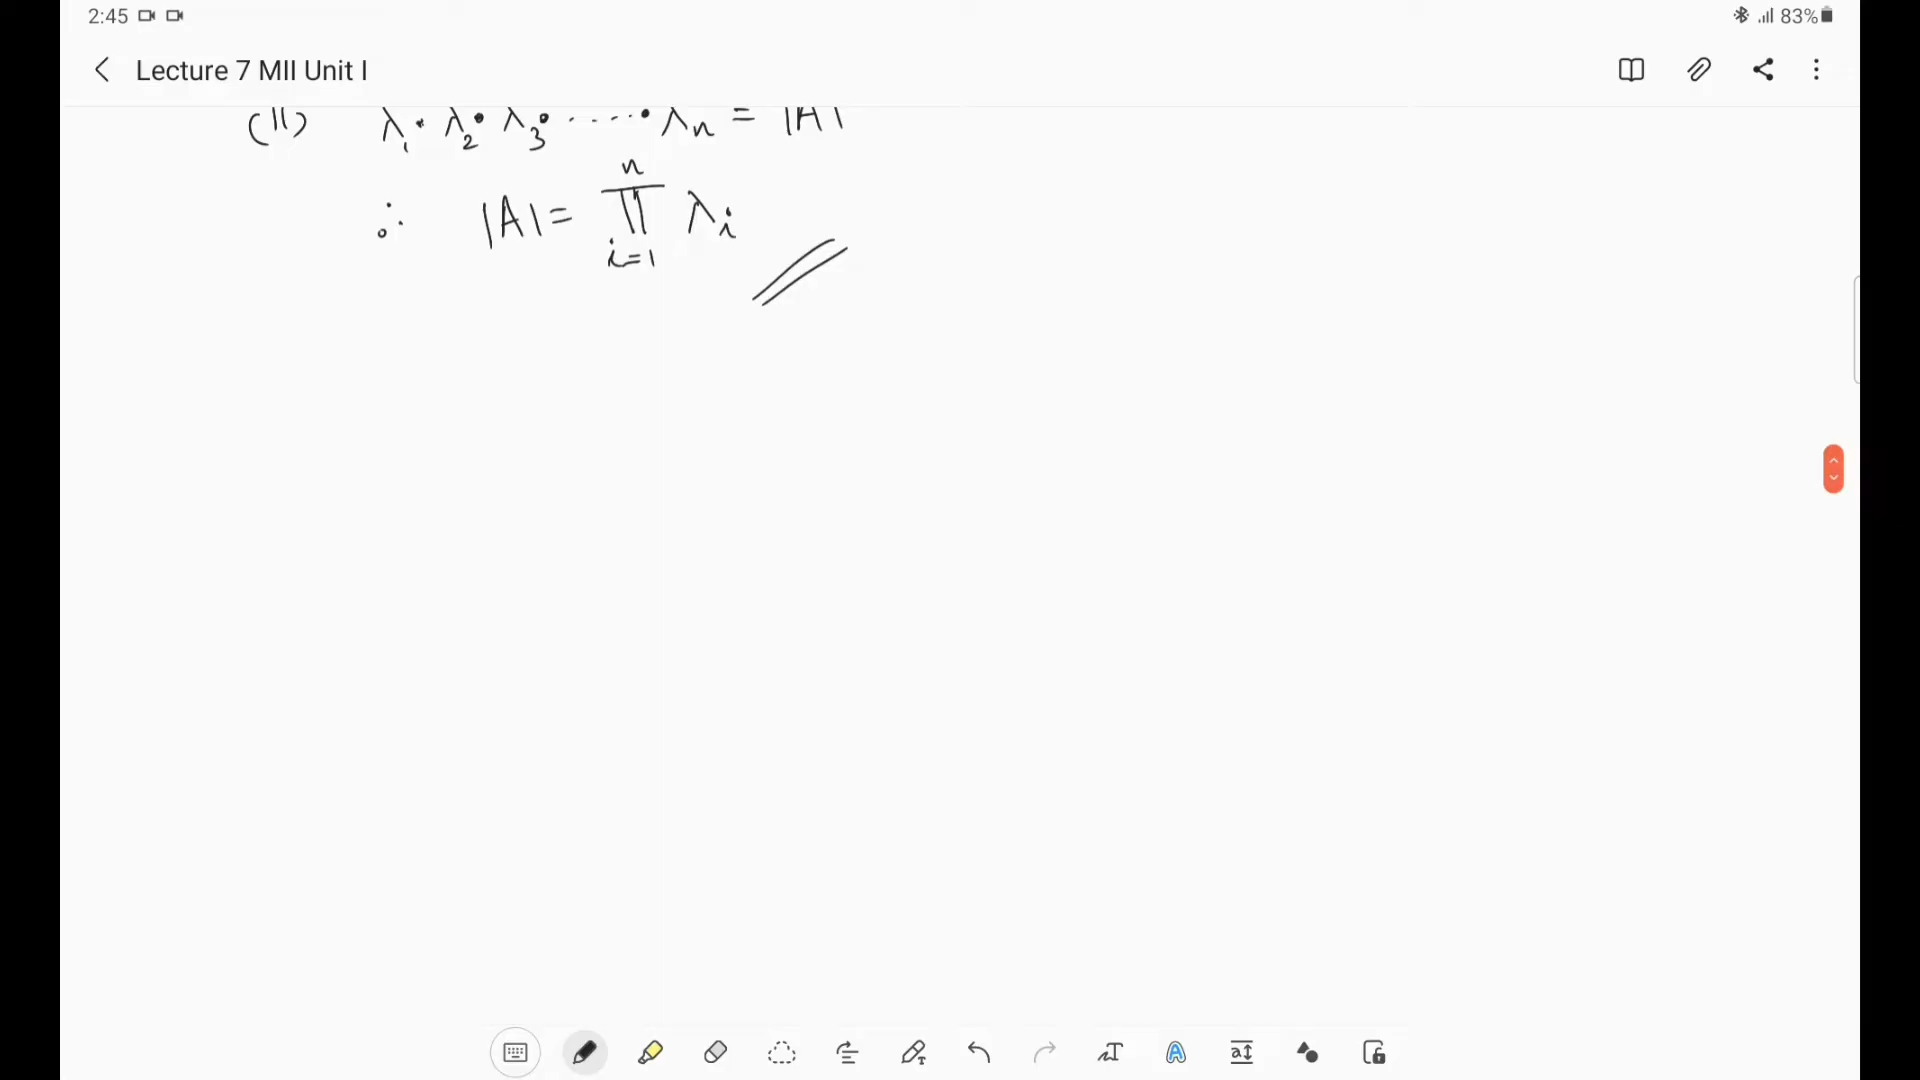 2:45 83%
Lecture 7 MII Unit I
(II) λ₁ · λ₂ · λ₃ · ····· · λₙ = |A|
∴ |A| = ∏ᵢ₌₁ⁿ λᵢ